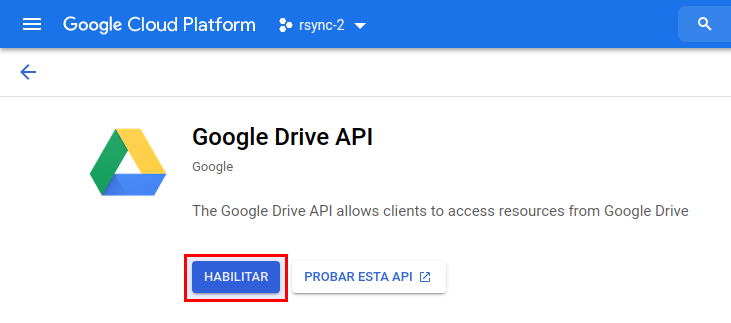 Google Cloud Platform rsync-2
Google Drive API
Google
The Google Drive API allows clients to access resources from Google Drive
HABILITAR PROBAR ESTA API